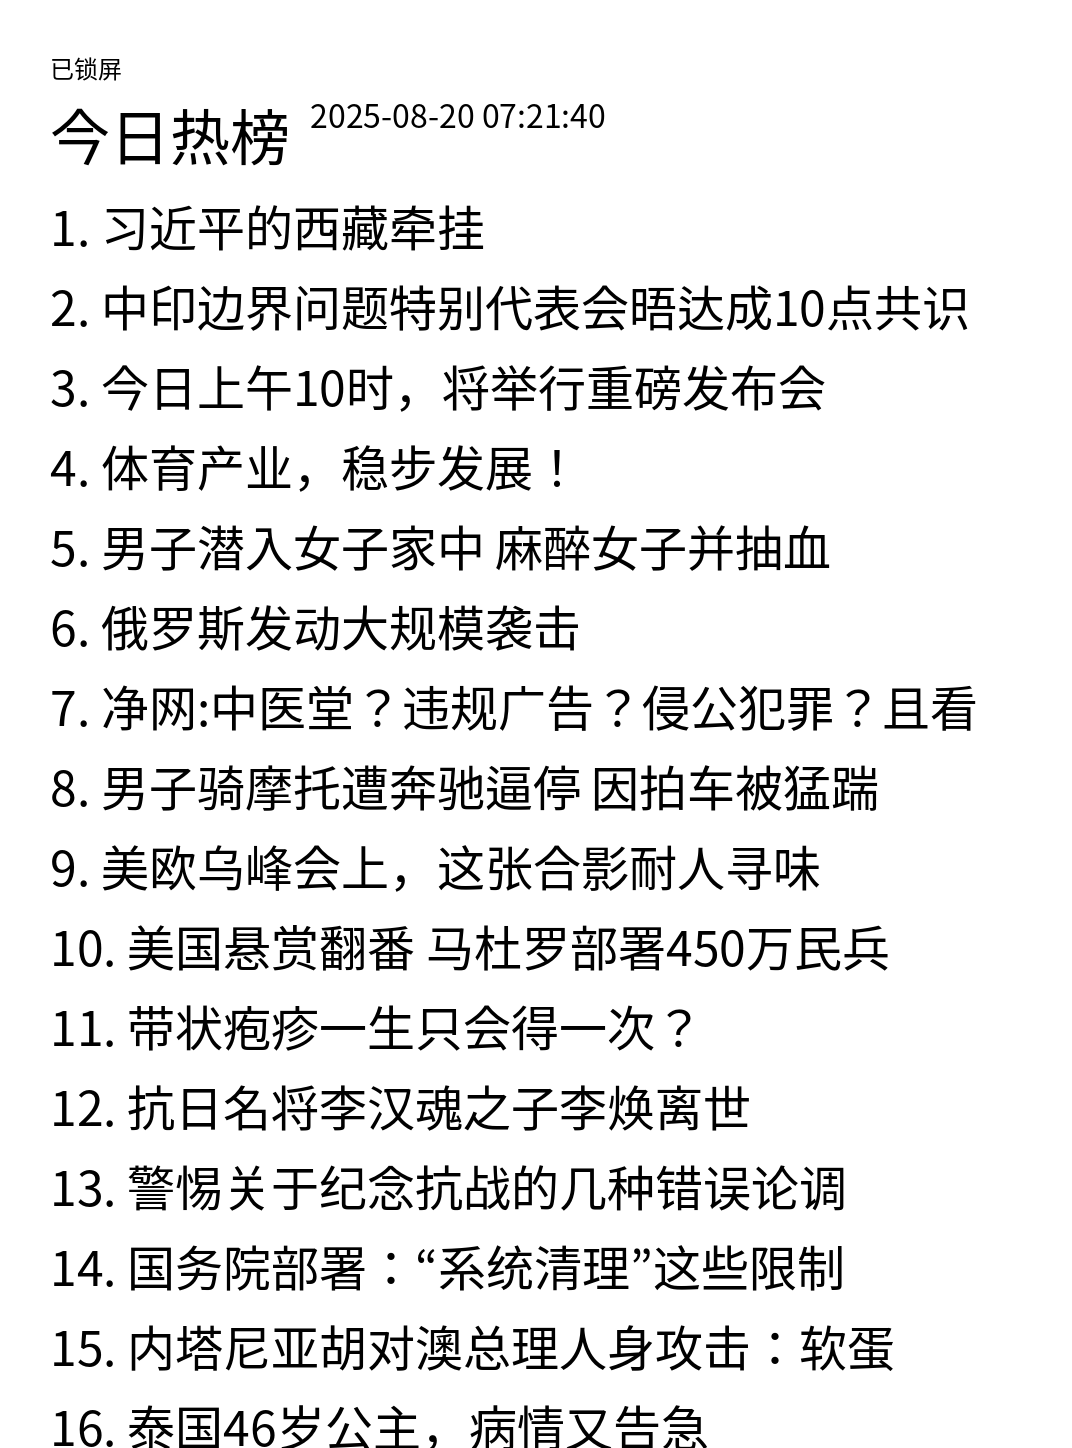 已锁屏
今日热榜 2025-08-20 07:21:40
1. 习近平的西藏牵挂
2. 中印边界问题特别代表会晤达成10点共识
3. 今日上午10时，将举行重磅发布会
4. 体育产业，稳步发展！
5. 男子潜入女子家中 麻醉女子并抽血
6. 俄罗斯发动大规模袭击
7. 净网:中医堂？违规广告？侵公犯罪？且看
8. 男子骑摩托遭奔驰逼停 因拍车被猛踹
9. 美欧乌峰会上，这张合影耐人寻味
10. 美国悬赏翻番 马杜罗部署450万民兵
11. 带状疱疹一生只会得一次？
12. 抗日名将李汉魂之子李焕离世
13. 警惕关于纪念抗战的几种错误论调
14. 国务院部署：“系统清理”这些限制
15. 内塔尼亚胡对澳总理人身攻击：软蛋
16. 泰国46岁公主，病情又告急